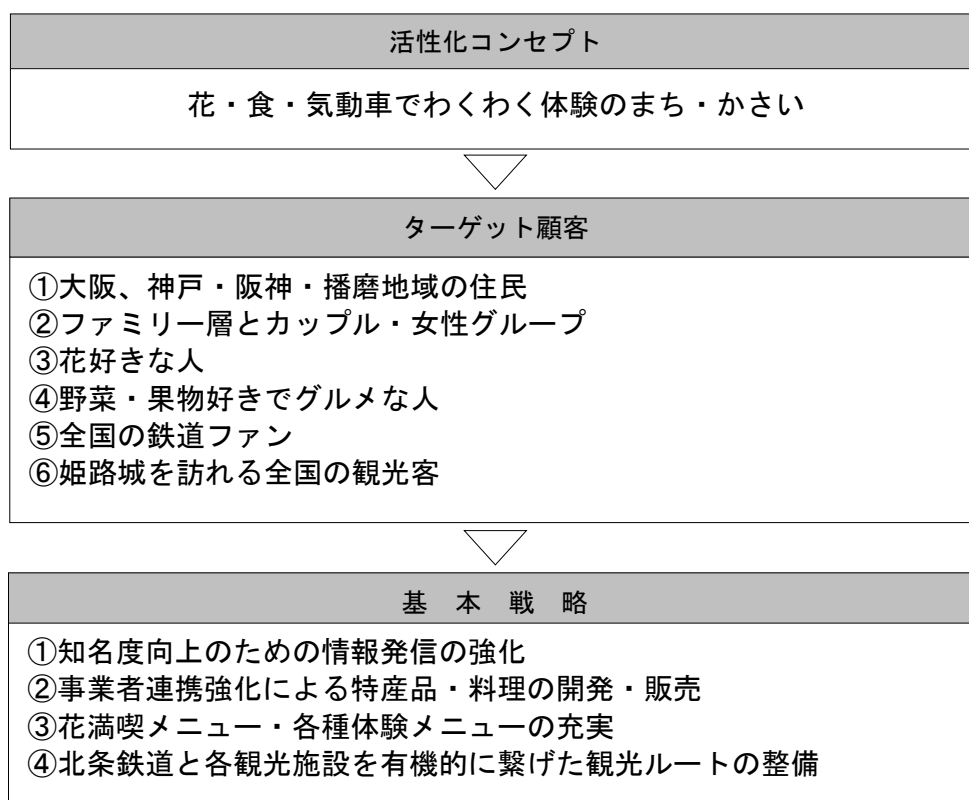 活性化コンセプト
花・食・気動車でわくわく体験のまち・かさい
ターゲット顧客
①大阪、神戸・阪神・播磨地域の住民
②ファミリー層とカップル・女性グループ
③花好きな人
④野菜・果物好きでグルメな人
⑤全国の鉄道ファン
⑥姫路城を訪れる全国の観光客
基 本 戦 略
①知名度向上のための情報発信の強化
②事業者連携強化による特産品・料理の開発・販売
③花満喫メニュー・各種体験メニューの充実
④北条鉄道と各観光施設を有機的に繋げた観光ルートの整備